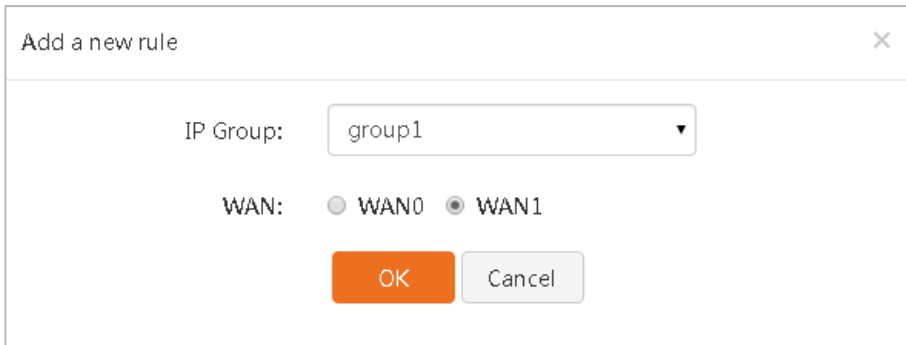 Add a new rule ×
IP Group: group1
WAN: WAN0 WAN1
OK Cancel